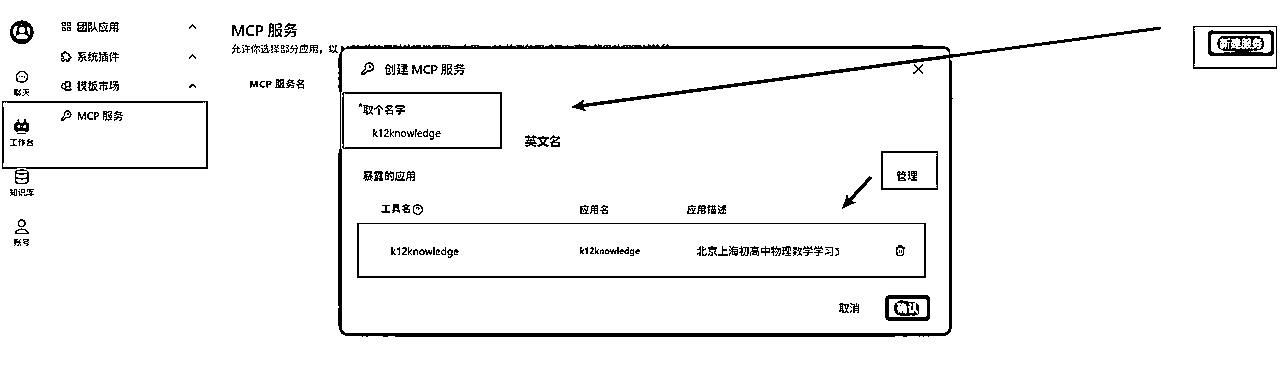 团队应用
系统插件
模板市场
MCP 服务
聊天
工作台
知识库
账号
MCP 服务
允许你选择部分应用，以
MCP 服务名
新建服务
创建 MCP 服务
*取个名字
k12knowledge
英文名
暴露的应用
管理
工具名 应用名 应用描述
k12knowledge k12knowledge 北京上海初高中物理数学学习
取消 确认